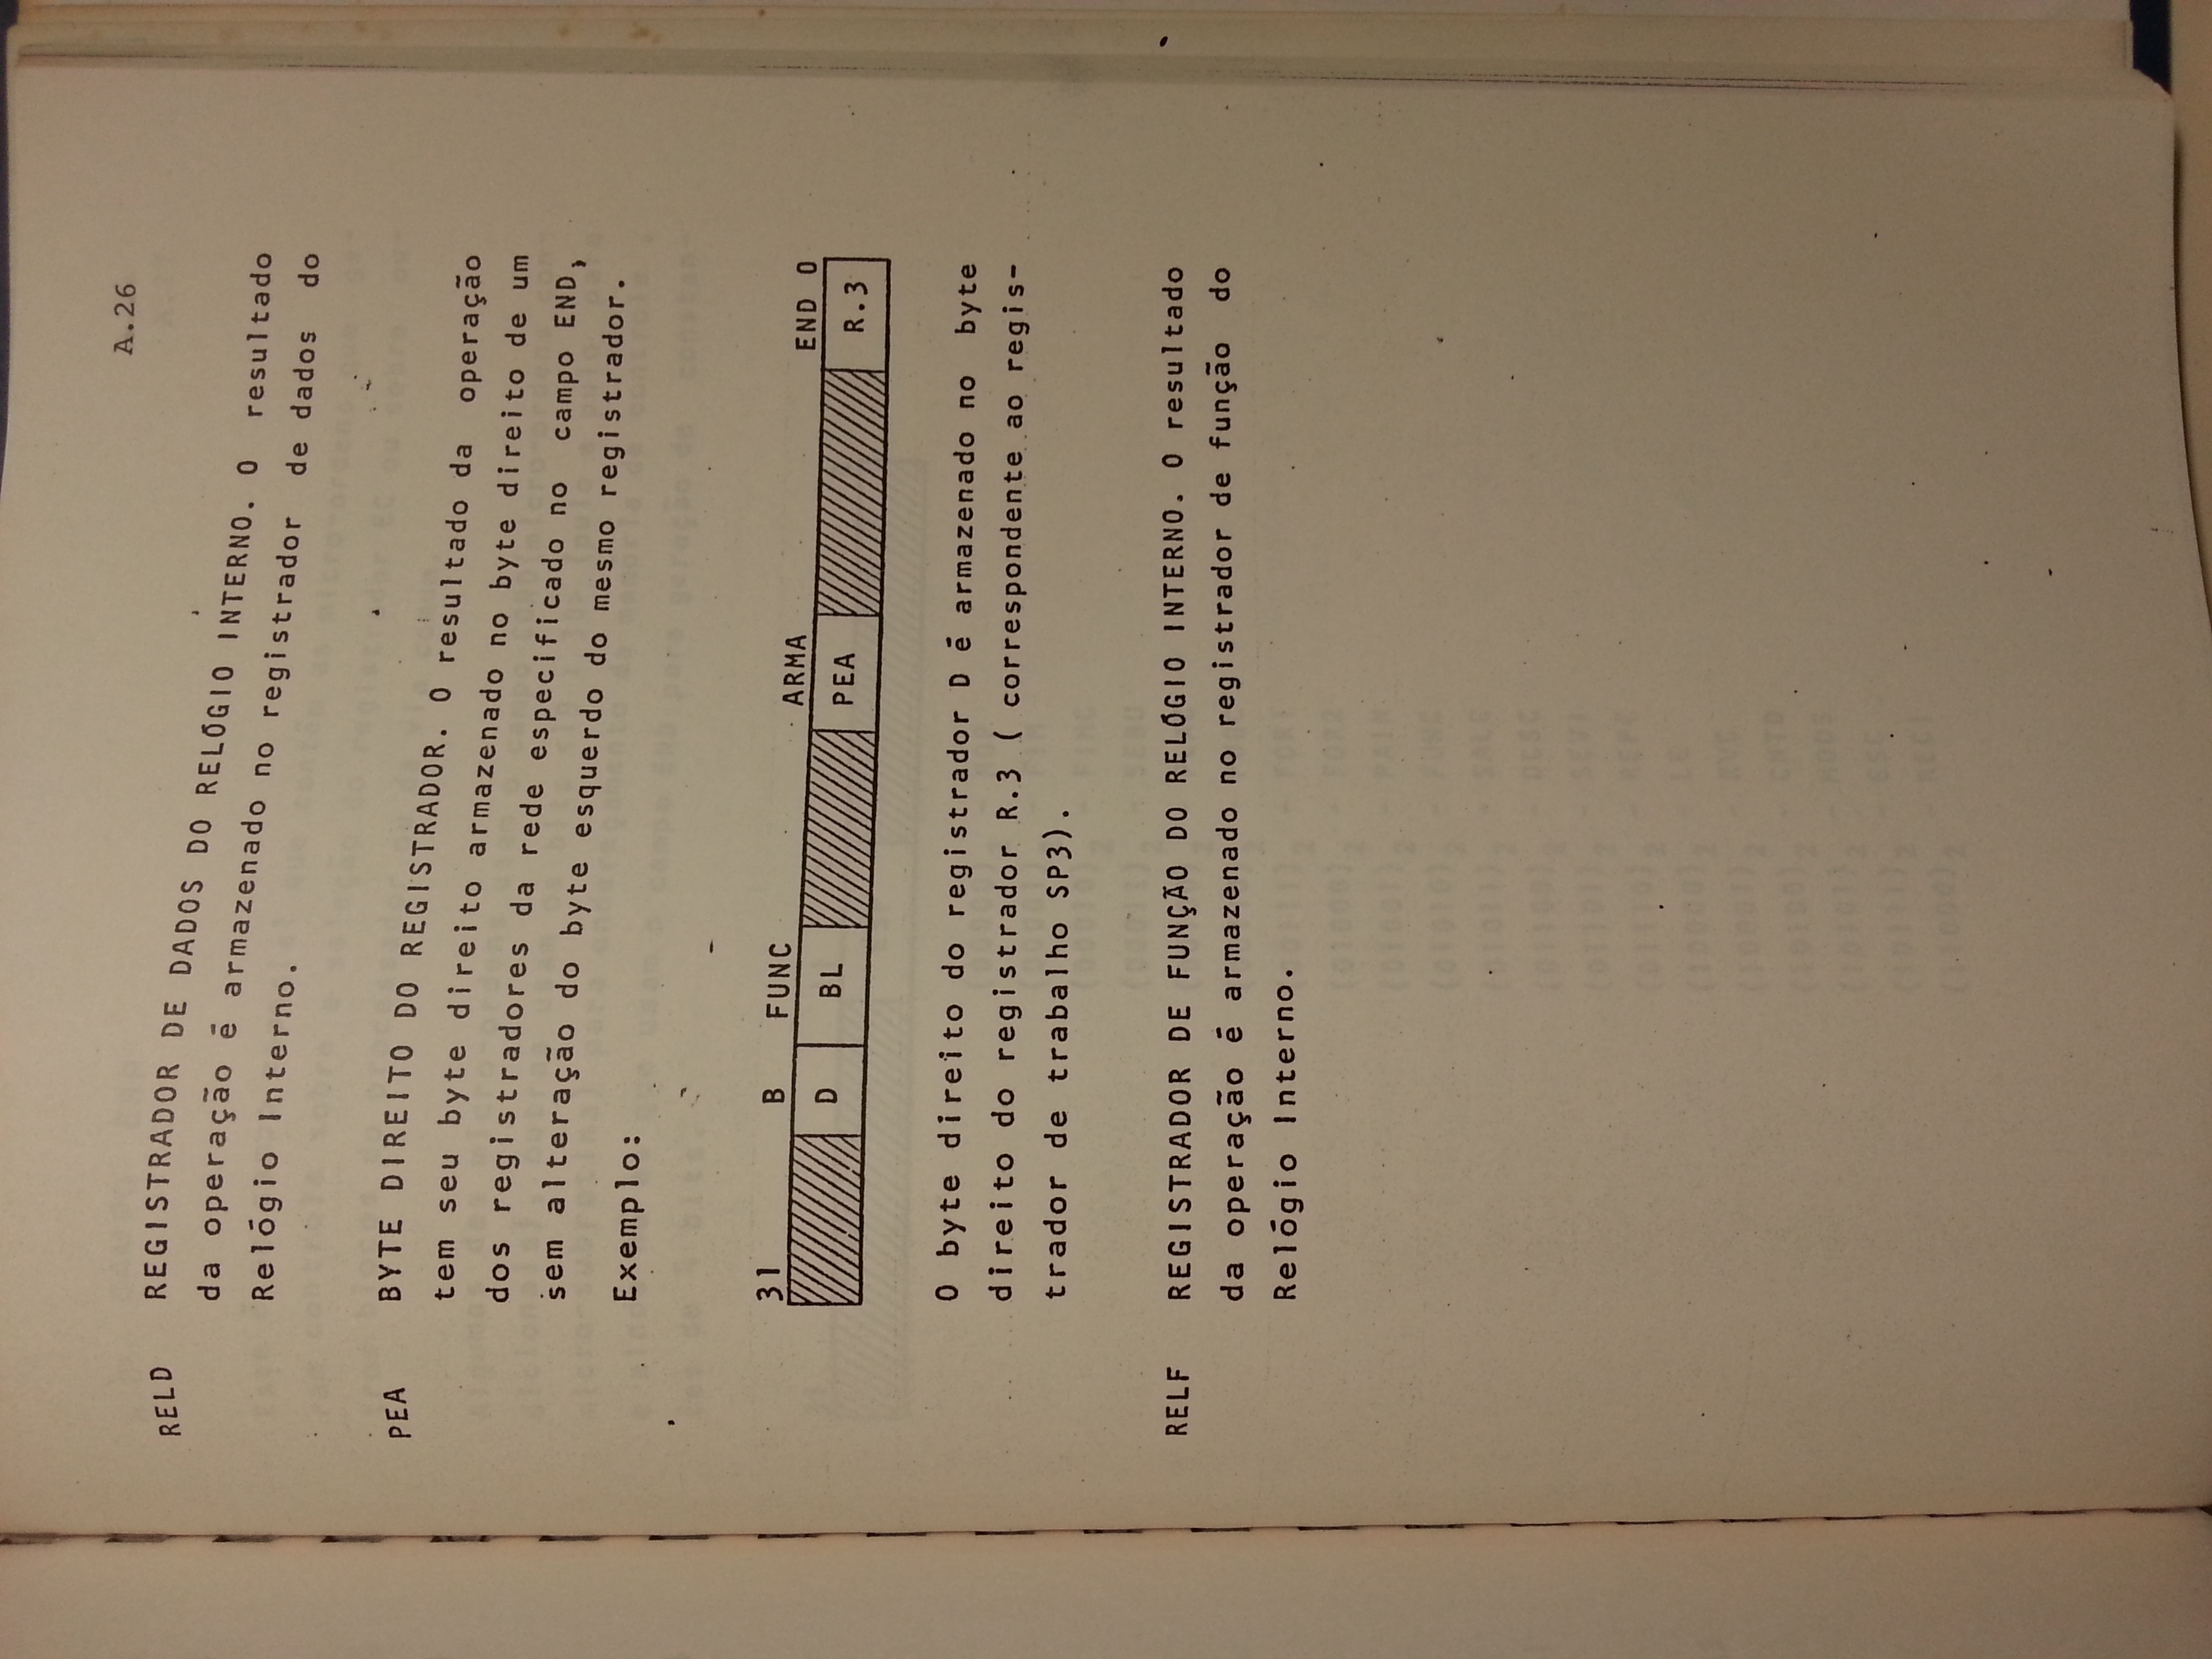 A.26
RELD REGISTRADOR DE DADOS DO RELÓGIO INTERNO. O resultado
da operação é armazenado no registrador de dados do
Relógio Interno.
PEA BYTE DIREITO DO REGISTRADOR. O resultado da operação
tem seu byte direito armazenado no byte direito de um
dos registradores da rede especificado no campo END,
sem alteração do byte esquerdo do mesmo registrador.
Exemplo:
31 B FUNC ARMA END 0
D BL PEA R.3
O byte direito do registrador D é armazenado no byte
direito do registrador R.3 ( correspondente ao regis-
trador de trabalho SP3).
RELF REGISTRADOR DE FUNÇÃO DO RELÓGIO INTERNO. O resultado
da operação é armazenado no registrador de função do
Relógio Interno.